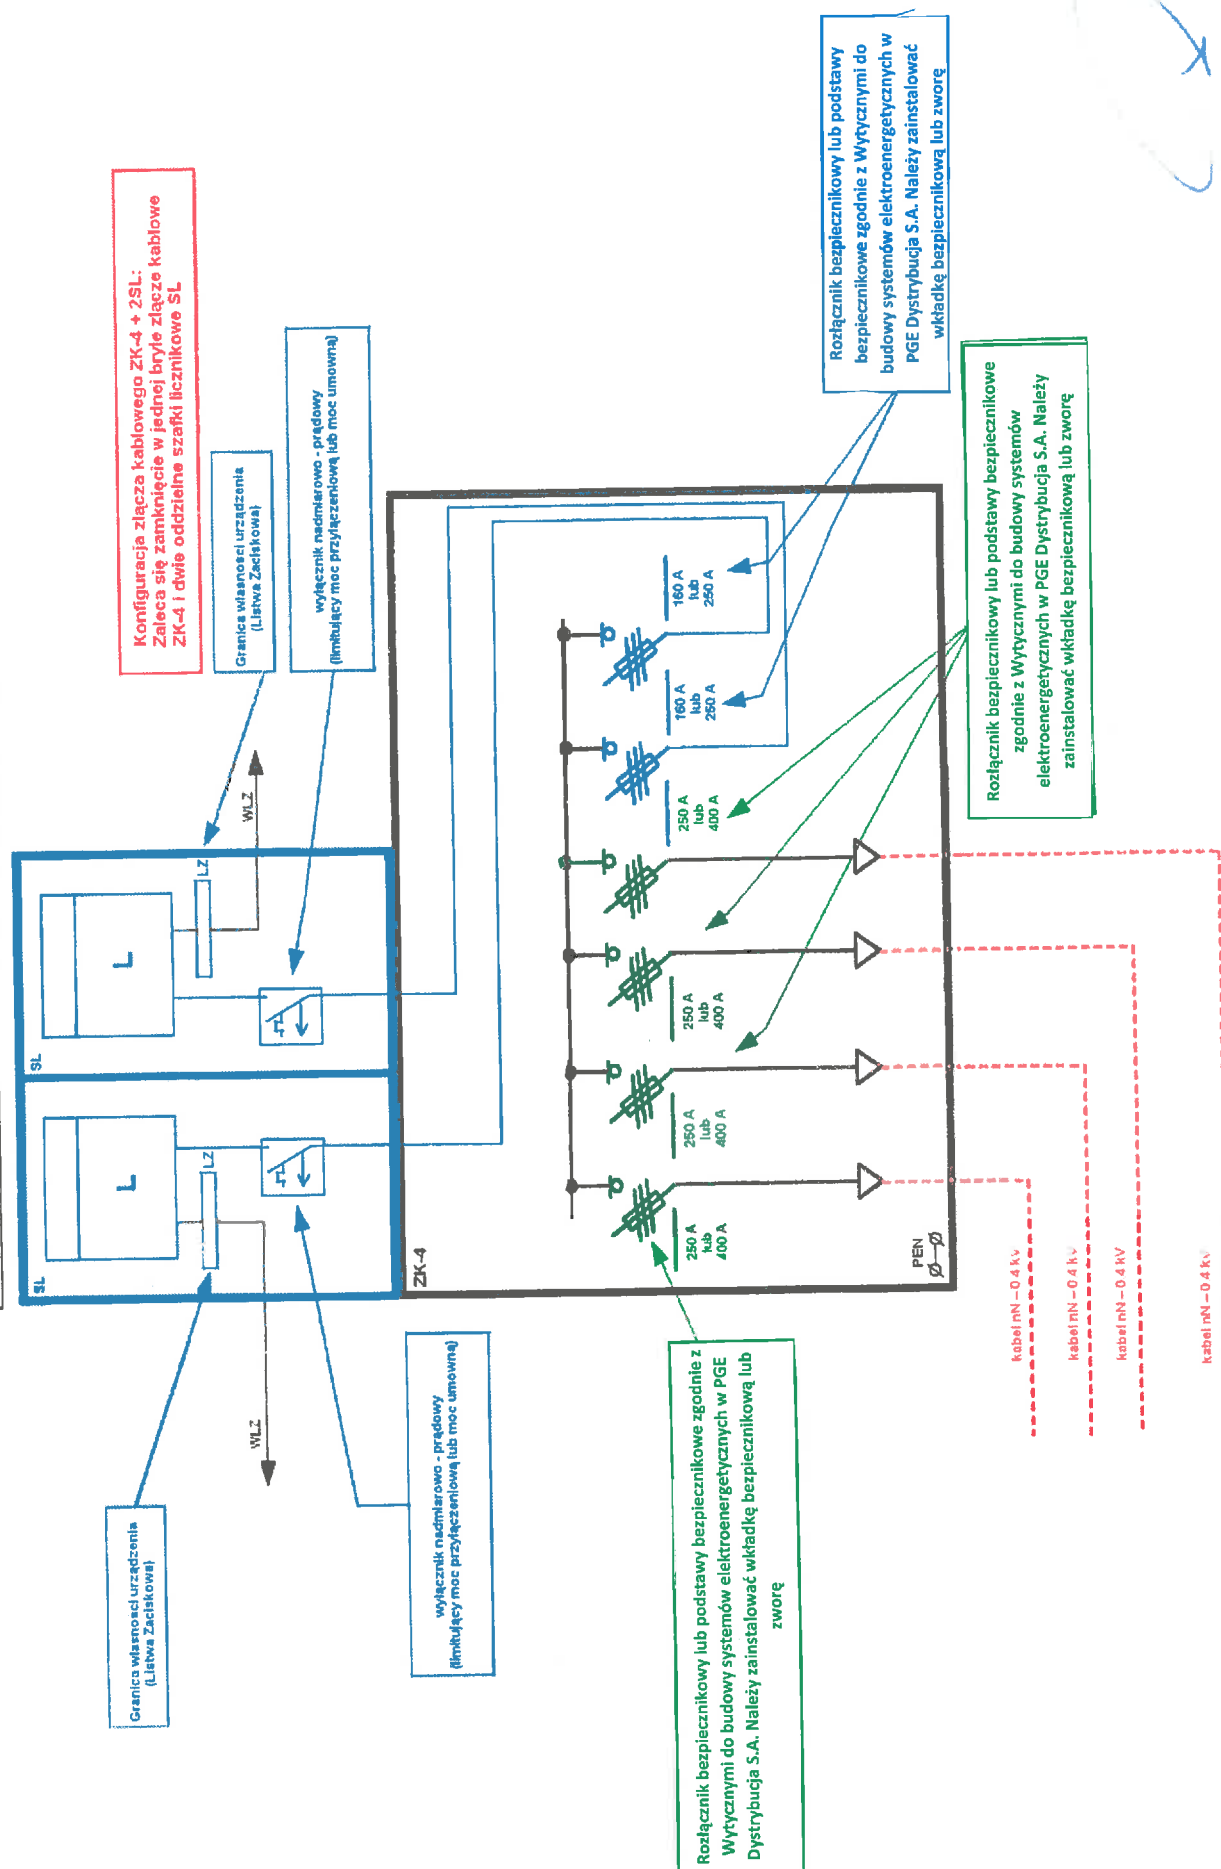 Konfiguracja złącza kablowego ZK-4 + 2SL:
Zaleca się zamknięcie w jednej bryle złącze kablowe
ZK-4 i dwie oddzielne szafki licznikowe SL
Granica własności urządzenia
(Listwa Zaciskowa)
wyłącznik nadmiarowo - prądowy
(limitujący moc przyłączeniową lub moc umowną)
Granica własności urządzenia
(Listwa Zaciskowa)
wyłącznik nadmiarowo - prądowy
(limitujący moc przyłączeniową lub moc umowną)
SL
L
LZ
WLZ
SL
L
LZ
WLZ
ZK-4
250 A
lub
400 A
250 A
lub
400 A
250 A
lub
400 A
250 A
lub
400 A
160 A
lub
250 A
160 A
lub
250 A
PEN
Rozłącznik bezpiecznikowy lub podstawy
bezpiecznikowe zgodnie z Wytycznymi do
budowy systemów elektroenergetycznych w
PGE Dystrybucja S.A. Należy zainstalować
wkładkę bezpiecznikową lub zworę
Rozłącznik bezpiecznikowy lub podstawy bezpiecznikowe
zgodnie z Wytycznymi do budowy systemów
elektroenergetycznych w PGE Dystrybucja S.A. Należy
zainstalować wkładkę bezpiecznikową lub zworę
Rozłącznik bezpiecznikowy lub podstawy bezpiecznikowe zgodnie z
Wytycznymi do budowy systemów elektroenergetycznych w PGE
Dystrybucja S.A. Należy zainstalować wkładkę bezpiecznikową lub
zworę
kabel nN – 0.4 kV
kabel nN – 0.4 kV
kabel nN – 0.4 kV
kabel nN – 0.4 kV